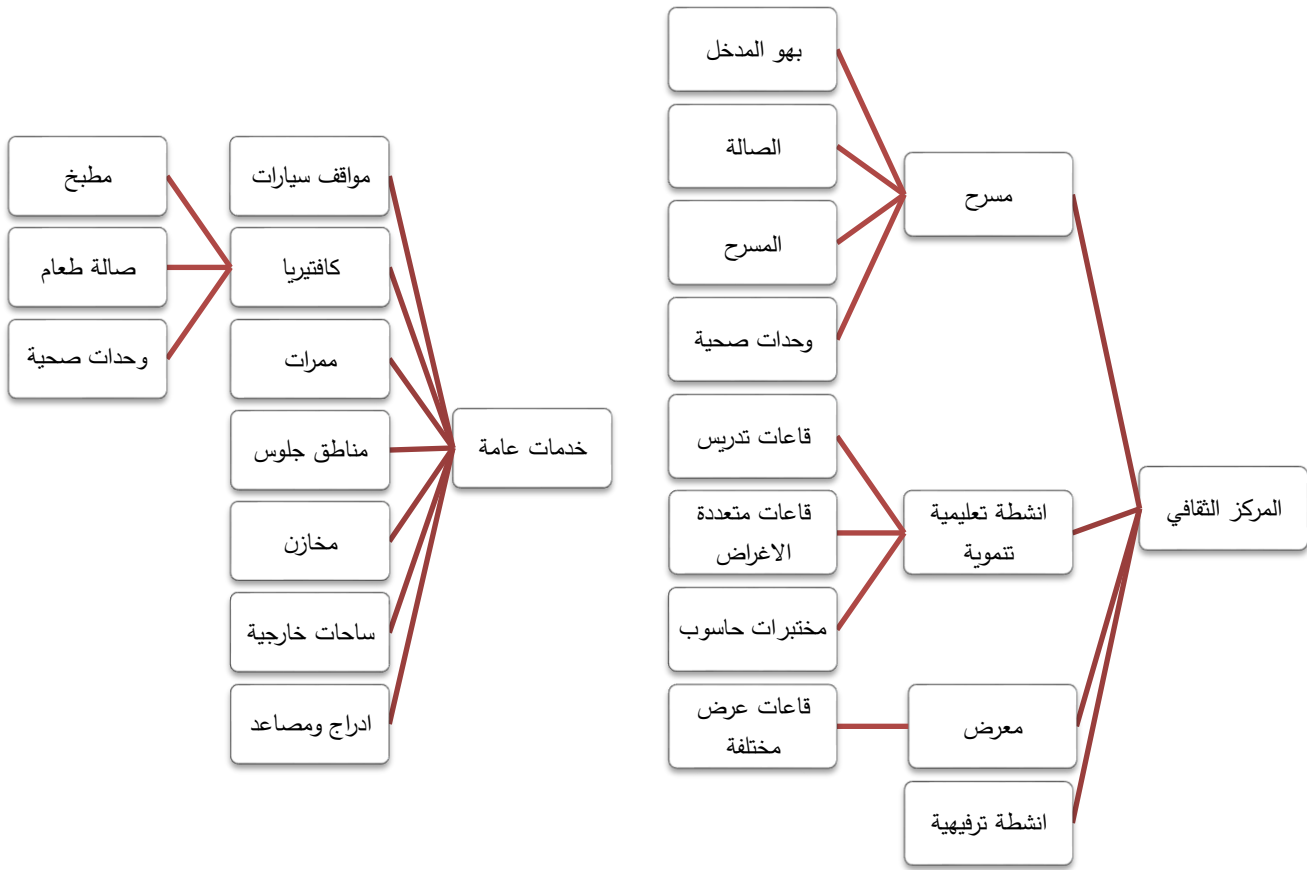 المركز الثقافي
مسرح
بهو المدخل
الصالة
المسرح
وحدات صحية
انشطة تعليمية
تنموية
قاعات تدريس
قاعات متعددة
الاغراض
مختبرات حاسوب
معرض
قاعات عرض
مختلفة
انشطة ترفيهية
خدمات عامة
مواقف سيارات
كافتيريا
مطبخ
صالة طعام
وحدات صحية
ممرات
مناطق جلوس
مخازن
ساحات خارجية
ادراج ومصاعد